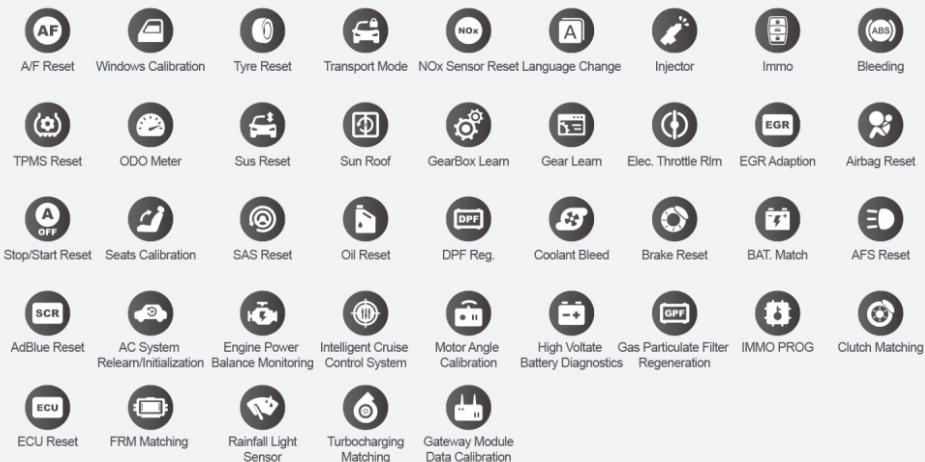 AF
NOx
A
ABS
A/F Reset Windows Calibration Tyre Reset Transport Mode NOx Sensor Reset Language Change Injector Immo Bleeding
EGR
TPMS Reset ODO Meter Sus Reset Sun Roof GearBox Learn Gear Learn Elec. Throttle Rlrn EGR Adaption Airbag Reset
A
OFF
DPF
Stop/Start Reset Seats Calibration SAS Reset Oil Reset DPF Reg. Coolant Bleed Brake Reset BAT. Match AFS Reset
SCR
GPF
AdBlue Reset AC System Engine Power Intelligent Cruise Motor Angle High Voltate Gas Particulate Filter IMMO PROG Clutch Matching
Relearn/Initialization Balance Monitoring Control System Calibration Battery Diagnostics Regeneration
ECU
ECU Reset FRM Matching Rainfall Light Turbocharging Gateway Module
Sensor Matching Data Calibration